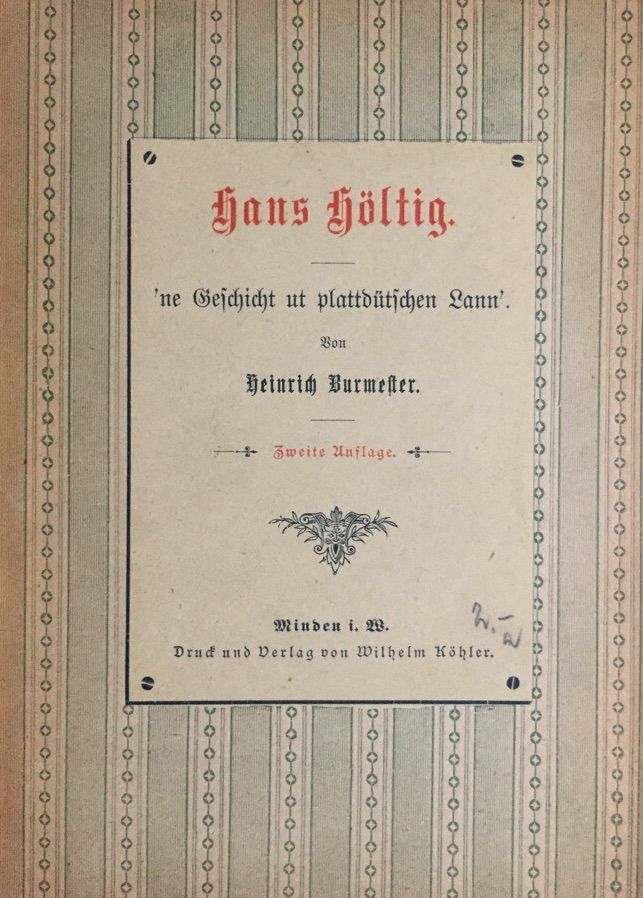 Hans Höltig.
'ne Geschicht ut plattdütschen Lann'.
Von
Heinrich Burmester.
Zweite Auflage.
Minden i. W.
Druck und Verlag von Wilhelm Köhler.